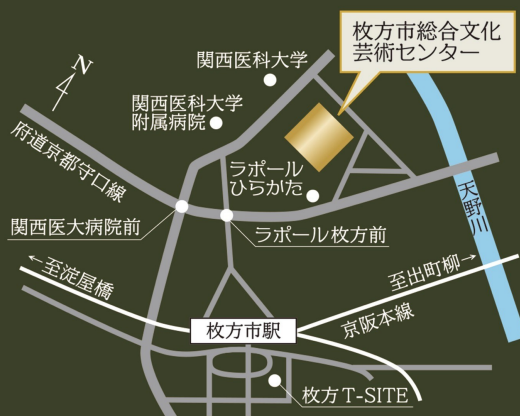 枚方市総合文化
芸術センター
N
関西医科大学
関西医科大学
附属病院
府道京都守口線
ラポール
ひらかた
天野川
関西医大病院前
ラポール枚方前
←至淀屋橋
至出町柳→
京阪本線
枚方市駅
枚方T-SITE